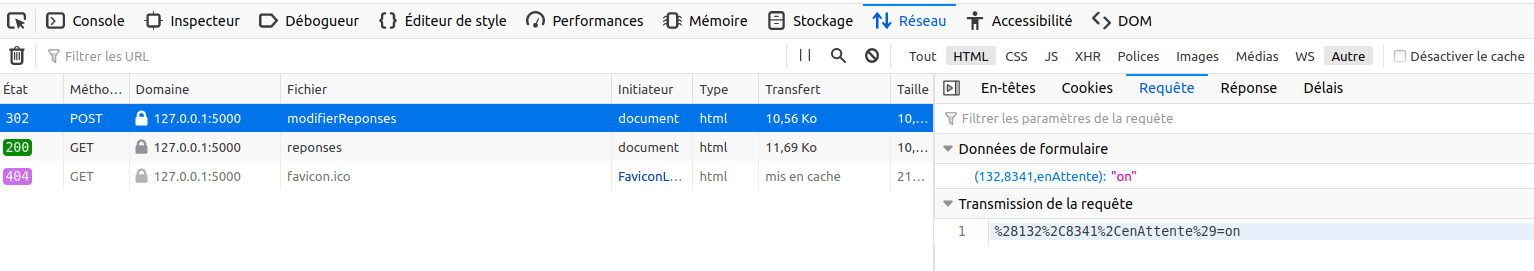 Console Inspecteur Débogueur Éditeur de style Performances Mémoire Stockage Réseau Accessibilité DOM
Filtrer les URL Tout HTML CSS JS XHR Polices Images Médias WS Autre Désactiver le cache
État Métho… Domaine Fichier Initiateur Type Transfert Taille
302 POST 127.0.0.1:5000 modifierReponses document html 10,56 Ko 10,…
200 GET 127.0.0.1:5000 reponses document html 11,69 Ko 10,…
404 GET 127.0.0.1:5000 favicon.ico FaviconL… html mis en cache 21…
En-têtes Cookies Requête Réponse Délais
Filtrer les paramètres de la requête
Données de formulaire
(132,8341,enAttente): "on"
Transmission de la requête
1 %28132%2C8341%2CenAttente%29=on